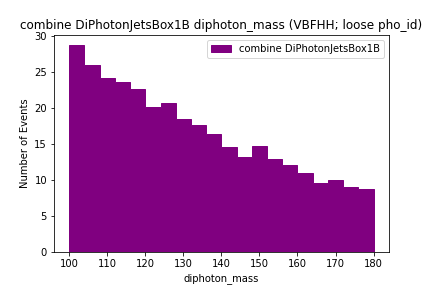 combine DiPhotonJetsBox1B diphoton_mass (VBFHH; loose pho_id)
combine DiPhotonJetsBox1B
Number of Events
30
25
20
15
10
5
0
100 110 120 130 140 150 160 170 180
diphoton_mass